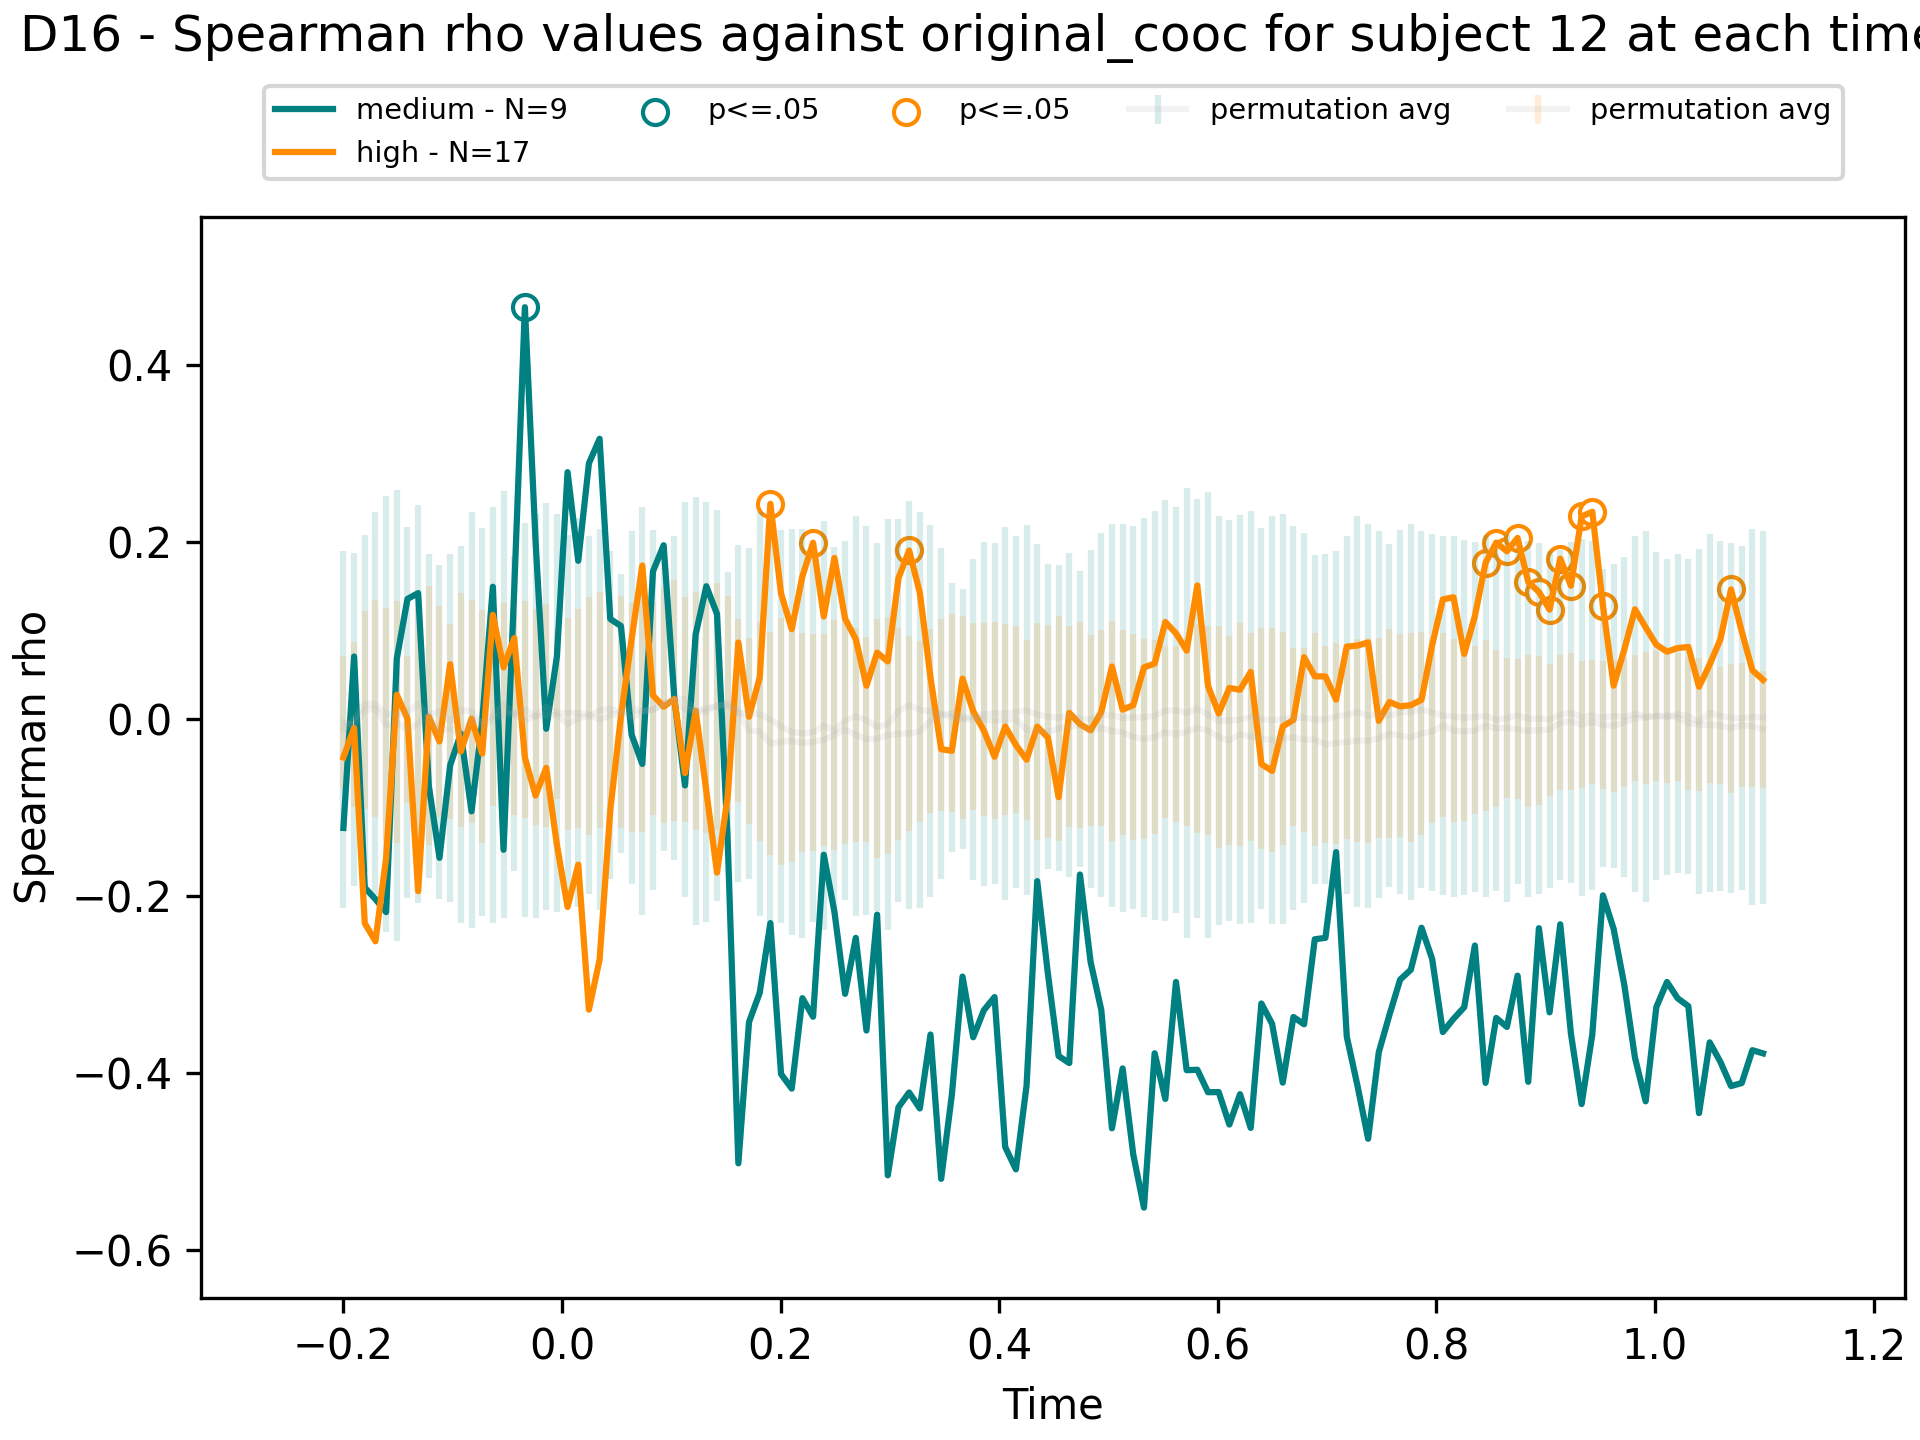 D16 - Spearman rho values against original_cooc for subject 12 at each time
medium - N=9
high - N=17
p<=.05
p<=.05
permutation avg
permutation avg
Spearman rho
0.4
0.2
0.0
−0.2
−0.4
−0.6
−0.2
0.0
0.2
0.4
0.6
0.8
1.0
1.2
Time